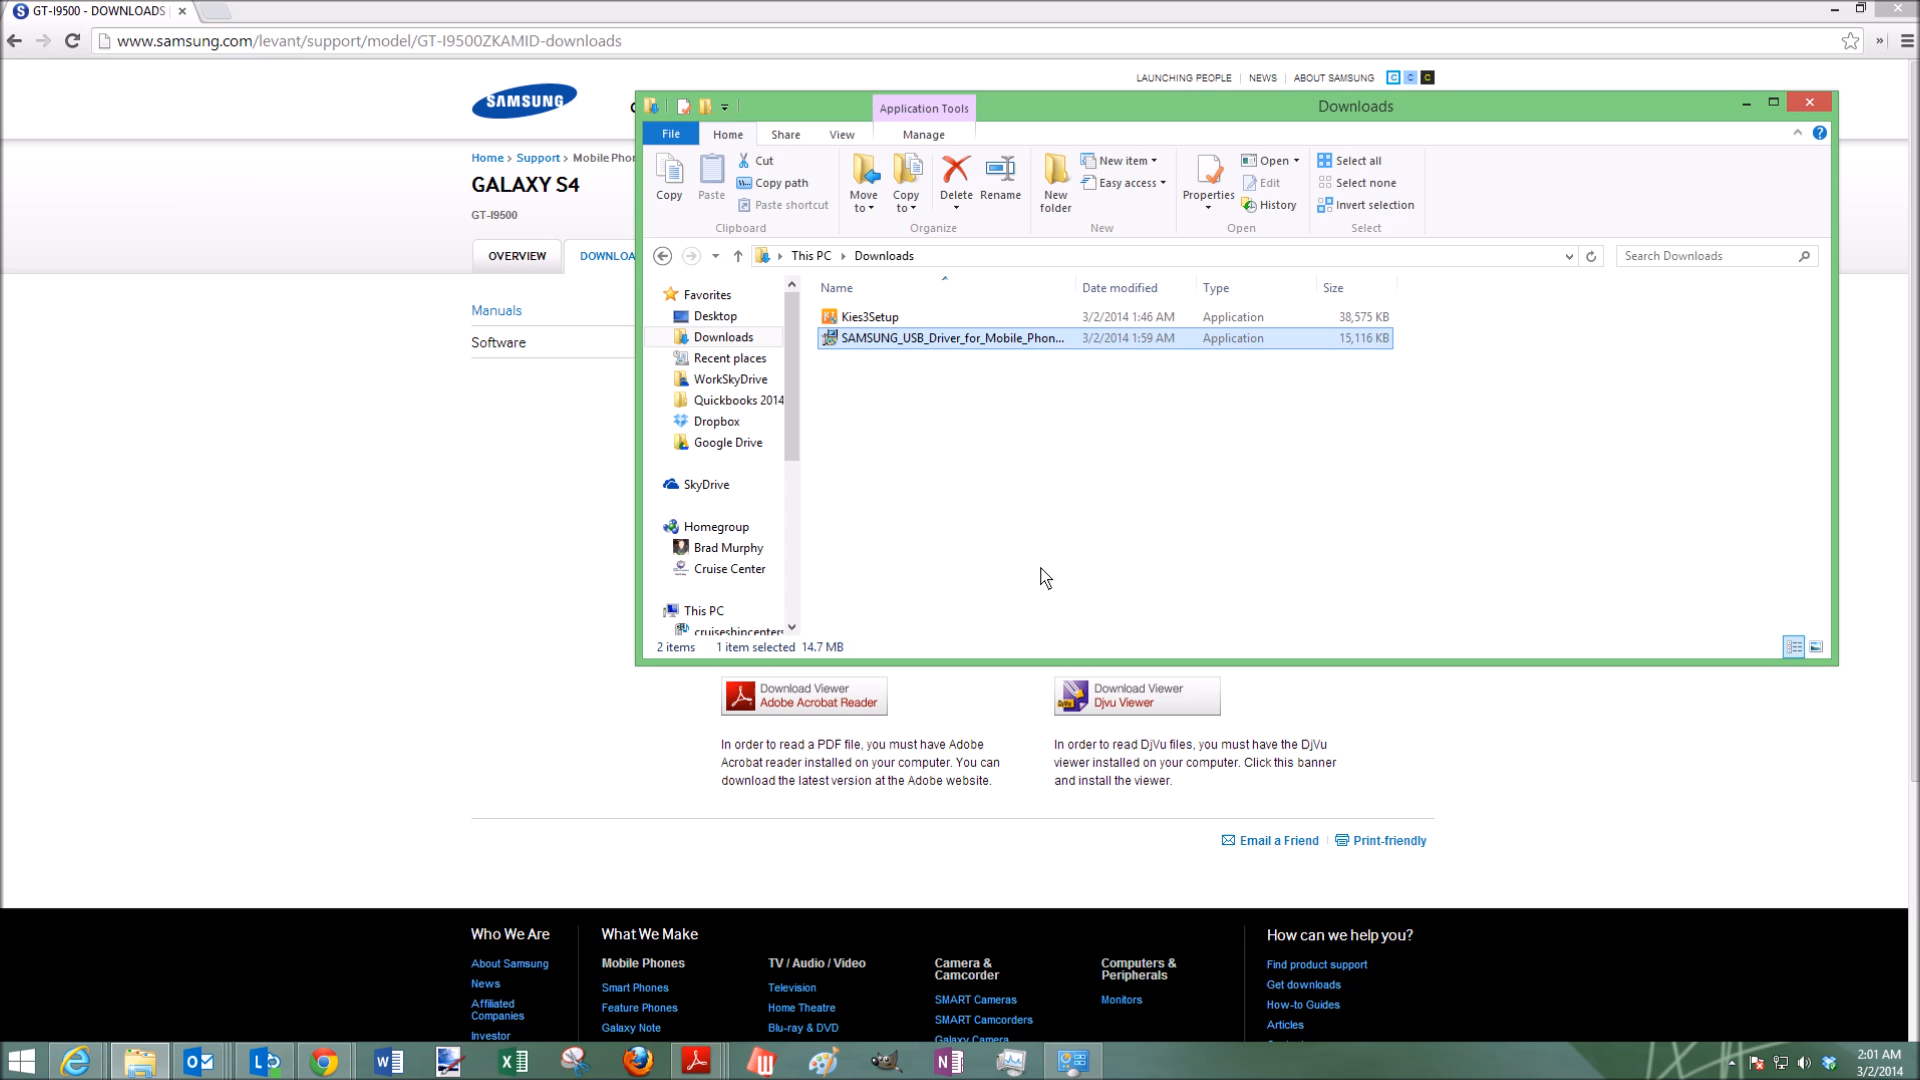 GT-I9500 - DOWNLOADS
www.samsung.com/levant/support/model/GT-I9500ZKAMID-downloads
SAMSUNG
LAUNCHING PEOPLE
NEWS
ABOUT SAMSUNG
Home > Support > Mobile Phon
GALAXY S4
GT-I9500
OVERVIEW
DOWNLOA
Manuals
Software
Application Tools
Downloads
File
Home
Share
View
Manage
Copy
Paste
Cut
Copy path
Paste shortcut
Clipboard
Move to
Copy to
Delete
Rename
Organize
New folder
New item
Easy access
New
Properties
Open
Edit
History
Open
Select all
Select none
Invert selection
Select
This PC
Downloads
Search Downloads
Favorites
Desktop
Downloads
Recent places
WorkSkyDrive
Quickbooks 2014
Dropbox
Google Drive
SkyDrive
Homegroup
Brad Murphy
Cruise Center
This PC
cruiseshipcenters
Name Date modified Type Size
Kies3Setup 3/2/2014 1:46 AM Application 38,575 KB
SAMSUNG_USB_Driver_for_Mobile_Phon... 3/2/2014 1:59 AM Application 15,116 KB
2 items 1 item selected 14.7 MB
Download Viewer
Adobe Acrobat Reader
In order to read a PDF file, you must have Adobe
Acrobat reader installed on your computer. You can
download the latest version at the Adobe website.
Download Viewer
Djvu Viewer
In order to read DjVu files, you must have the DjVu
viewer installed on your computer. Click this banner
and install the viewer.
Email a Friend
Print-friendly
Who We Are
About Samsung
News
Affiliated
Companies
Investor
What We Make
Mobile Phones
Smart Phones
Feature Phones
Galaxy Note
TV / Audio / Video
Television
Home Theatre
Blu-ray & DVD
Camera &
Camcorder
SMART Cameras
SMART Camcorders
Galaxy Camera
Computers &
Peripherals
Monitors
How can we help you?
Find product support
Get downloads
How-to Guides
Articles
2:01 AM
3/2/2014